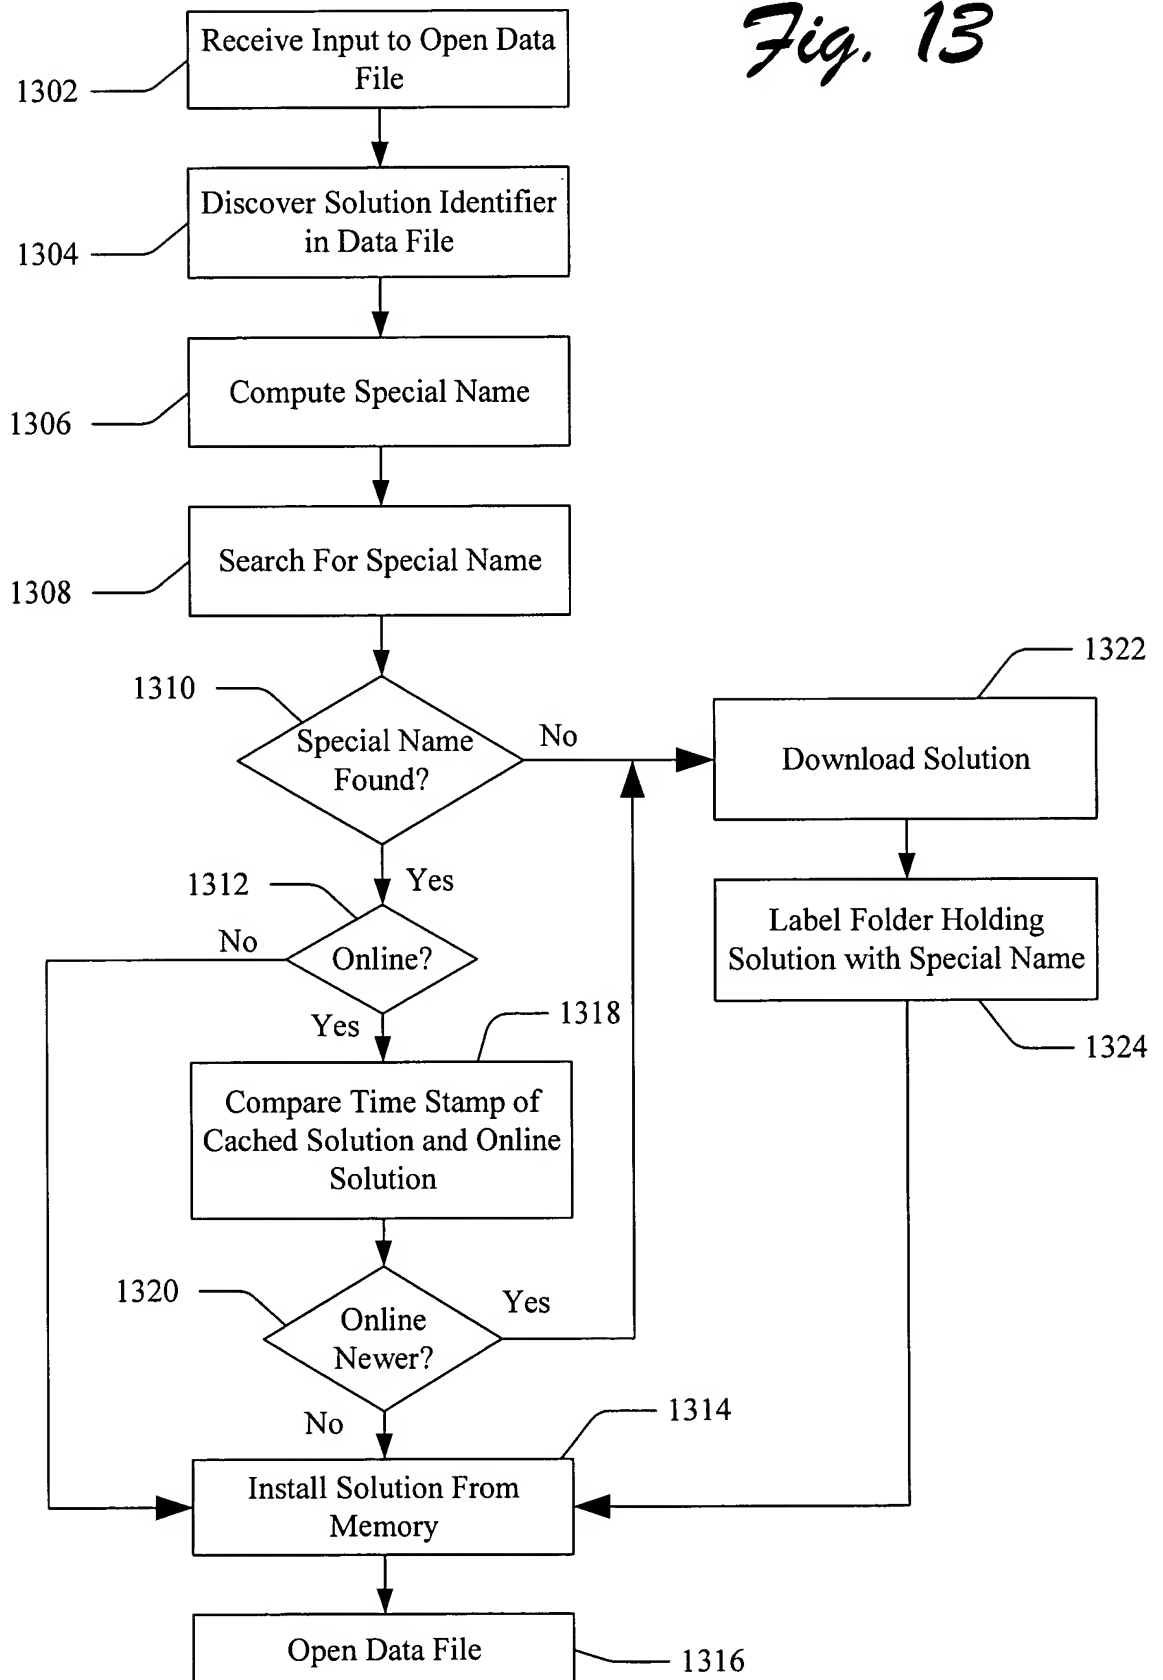 Fig. 13
Receive Input to Open Data
File
1302
Discover Solution Identifier
in Data File
1304
Compute Special Name
1306
Search For Special Name
1308
1310
Special Name
Found?
No
1322
Download Solution
Yes
1312
Online?
No
Label Folder Holding
Solution with Special Name
1324
Yes
1318
Compare Time Stamp of
Cached Solution and Online
Solution
1320
Online
Newer?
Yes
No
1314
Install Solution From
Memory
Open Data File
1316